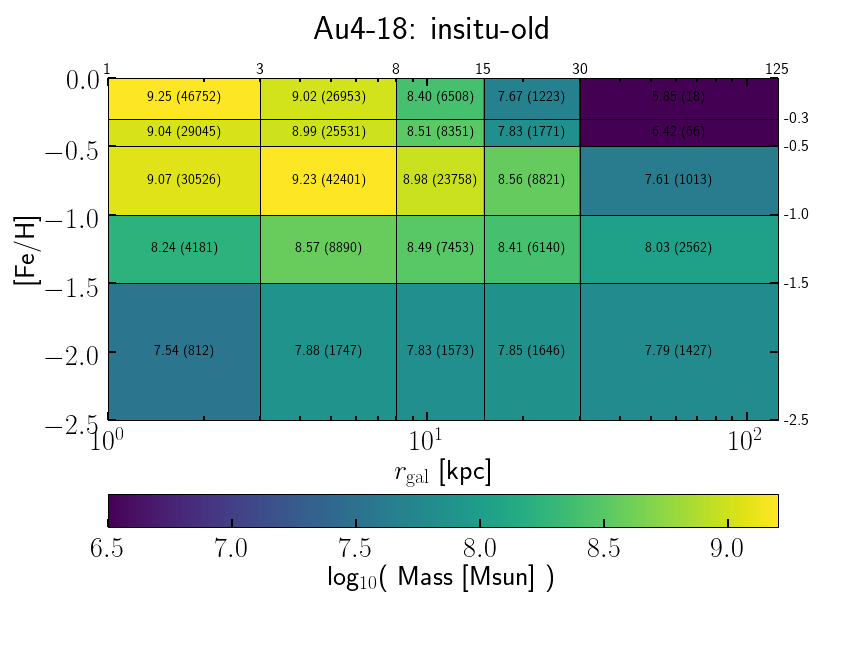 Au4-18: insitu-old
1 3 8 15 30 125
0.0 9.25 (46752) 9.02 (26953) 8.40 (6508) 7.67 (1223) 5.85 (18)
-0.3
9.04 (29045) 8.99 (25531) 8.51 (8351) 7.83 (1771) 6.42 (66)
−0.5 -0.5
9.07 (30526) 9.23 (42401) 8.98 (23758) 8.56 (8821) 7.61 (1013)
−1.0 -1.0
8.24 (4181) 8.57 (8890) 8.49 (7453) 8.41 (6140) 8.03 (2562)
−1.5 -1.5
7.54 (812) 7.88 (1747) 7.83 (1573) 7.85 (1646) 7.79 (1427)
−2.0
−2.5 -2.5
[Fe/H]
10⁰ 10¹ 10²
r_gal [kpc]
6.5 7.0 7.5 8.0 8.5 9.0
log₁₀( Mass [Msun] )